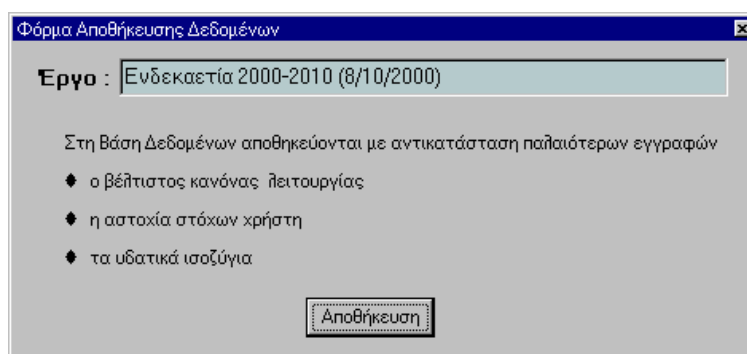 Φόρμα Αποθήκευσης Δεδομένων
Έργο : Ενδεκαετία 2000-2010 (8/10/2000)
Στη Βάση Δεδομένων αποθηκεύονται με αντικατάσταση παλαιότερων εγγραφών
♦ ο βέλτιστος κανόνας λειτουργίας
♦ η αστοχία στόχων χρήστη
♦ τα υδατικά ισοζύγια
Αποθήκευση